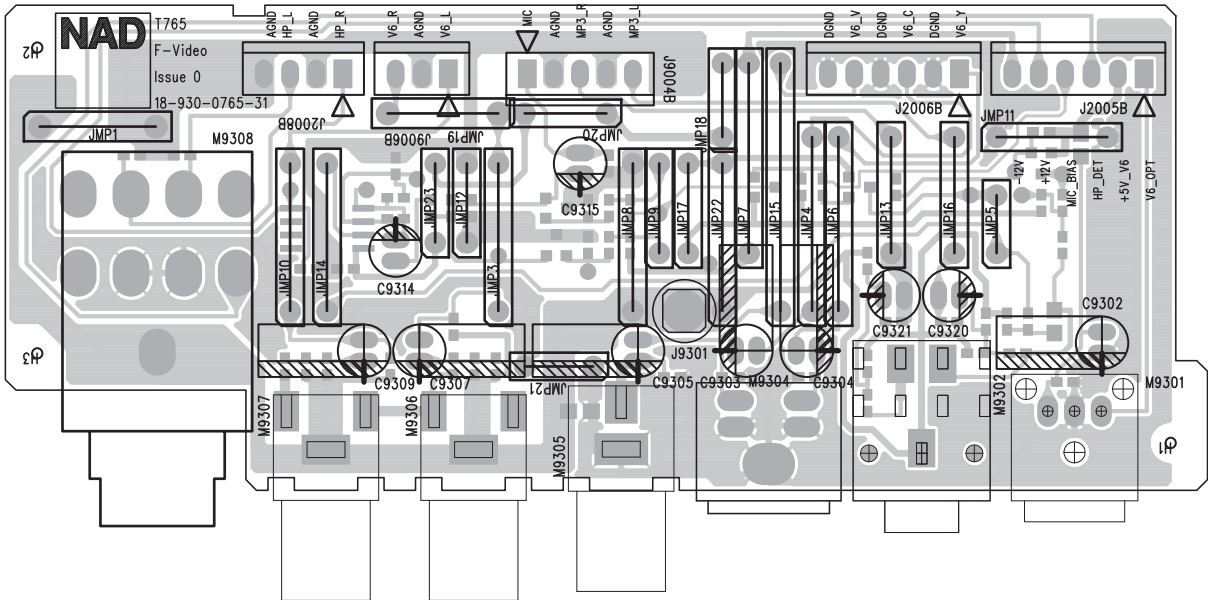 NAD
T765
F-Video
Issue 0
18-930-0765-31
H2
AGND
HP_L
AGND
HP_R
V6_R
AGND
V6_L
MIC
AGND
MP3_R
AGND
MP3_L
DGND
V6_V
DGND
V6_C
DGND
V6_Y
J2008B
J9006B
J9004B
J2006B
J2005B
JMP1
M9308
JMP19
JMP20
JMP18
JMP11
-12V
+12V
MIC_BIAS
HP_DET
+5V_V6
V6_OPT
C9315
JMP10
JMP14
JMP23
JMP12
JMP3
JMP8
JMP9
JMP17
JMP22
JMP7
JMP15
JMP4
JMP6
JMP13
JMP16
JMP5
C9314
H3
J9301
C9321
C9320
C9302
C9309
C9307
JMP21
C9305
C9303
M9304
C9304
M9302
M9301
M9307
M9306
M9305
H1